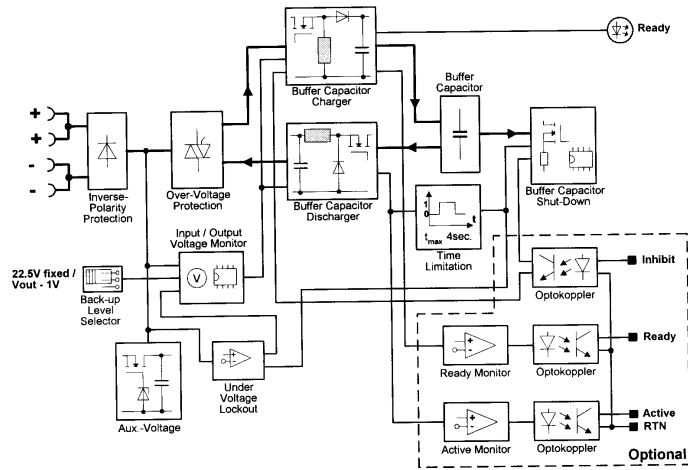 Ready
Buffer Capacitor
Charger
Buffer
Capacitor
+
+
-
-
Inverse-
Polarity
Protection
Over-Voltage
Protection
Buffer Capacitor
Discharger
Buffer Capacitor
Shut-Down
1
0
t
tmax 4sec.
Time
Limitation
Input / Output
Voltage Monitor
V
22.5V fixed /
Vout - 1V
Back-up
Level
Selector
Inhibit
Optokoppler
+
-
Under
Voltage
Lockout
Aux.-Voltage
+
-
Ready Monitor
Optokoppler
Ready
+
-
Active Monitor
Optokoppler
Active
RTN
Optional